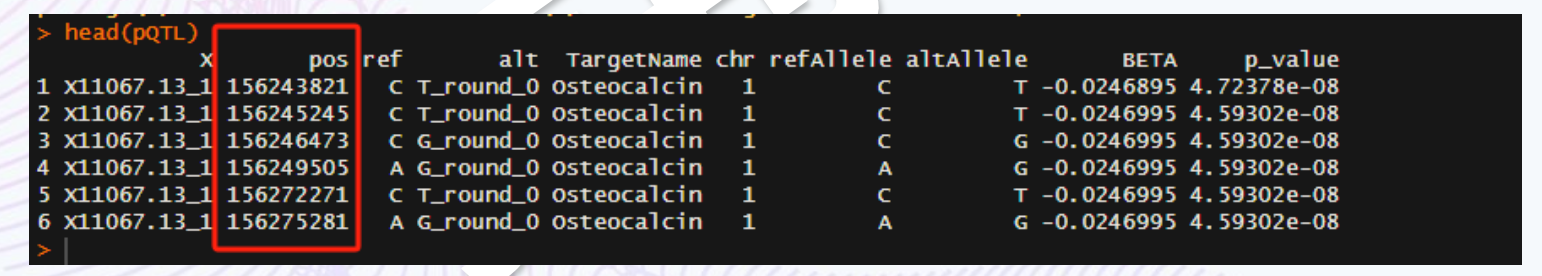 > head(pQTL)
X pos ref alt TargetName chr refAllele altAllele BETA p_value
1 X11067.13_1 156243821 C T_round_0 Osteocalcin 1 C T -0.0246895 4.72378e-08
2 X11067.13_1 156245245 C T_round_0 Osteocalcin 1 C T -0.0246995 4.59302e-08
3 X11067.13_1 156246473 C G_round_0 Osteocalcin 1 C G -0.0246995 4.59302e-08
4 X11067.13_1 156249505 A G_round_0 Osteocalcin 1 A G -0.0246995 4.59302e-08
5 X11067.13_1 156272271 C T_round_0 Osteocalcin 1 C T -0.0246995 4.59302e-08
6 X11067.13_1 156275281 A G_round_0 Osteocalcin 1 A G -0.0246995 4.59302e-08
>